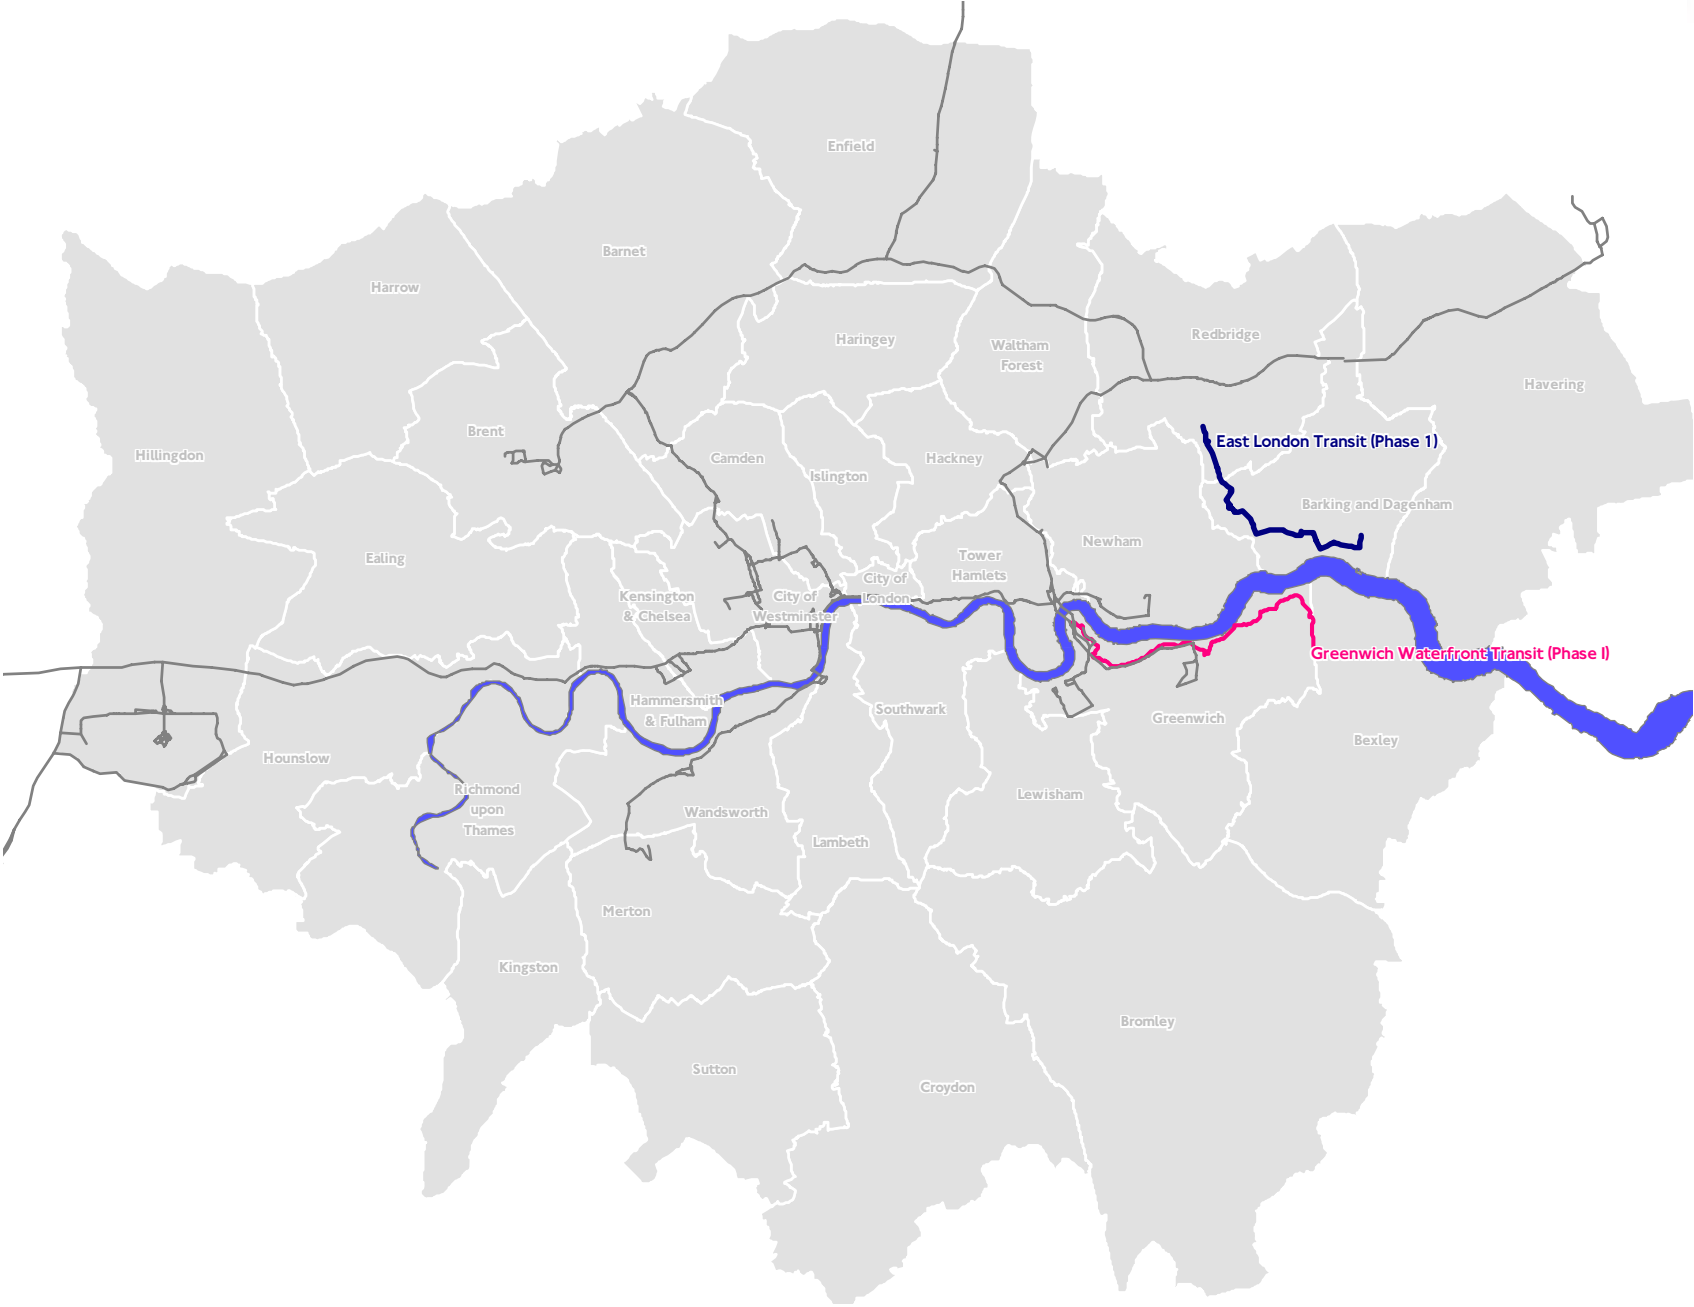 Enfield
Barnet
Harrow
Haringey
Waltham
Forest
Redbridge
Havering
Brent
Hillingdon
Camden
Islington
Hackney
East London Transit (Phase 1)
Barking and Dagenham
Ealing
Newham
Tower
Hamlets
City of
London
Kensington
& Chelsea
City of
Westminster
Greenwich Waterfront Transit (Phase I)
Hammersmith
& Fulham
Southwark
Greenwich
Bexley
Hounslow
Richmond
upon
Thames
Wandsworth
Lewisham
Lambeth
Merton
Kingston
Bromley
Sutton
Croydon